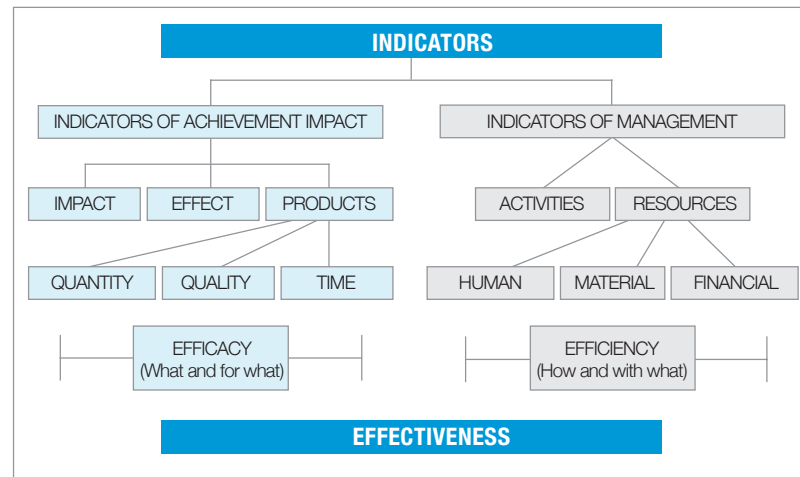 INDICATORS
INDICATORS OF ACHIEVEMENT IMPACT
INDICATORS OF MANAGEMENT
IMPACT
EFFECT
PRODUCTS
ACTIVITIES
RESOURCES
QUANTITY
QUALITY
TIME
HUMAN
MATERIAL
FINANCIAL
EFFICACY
(What and for what)
EFFICIENCY
(How and with what)
EFFECTIVENESS